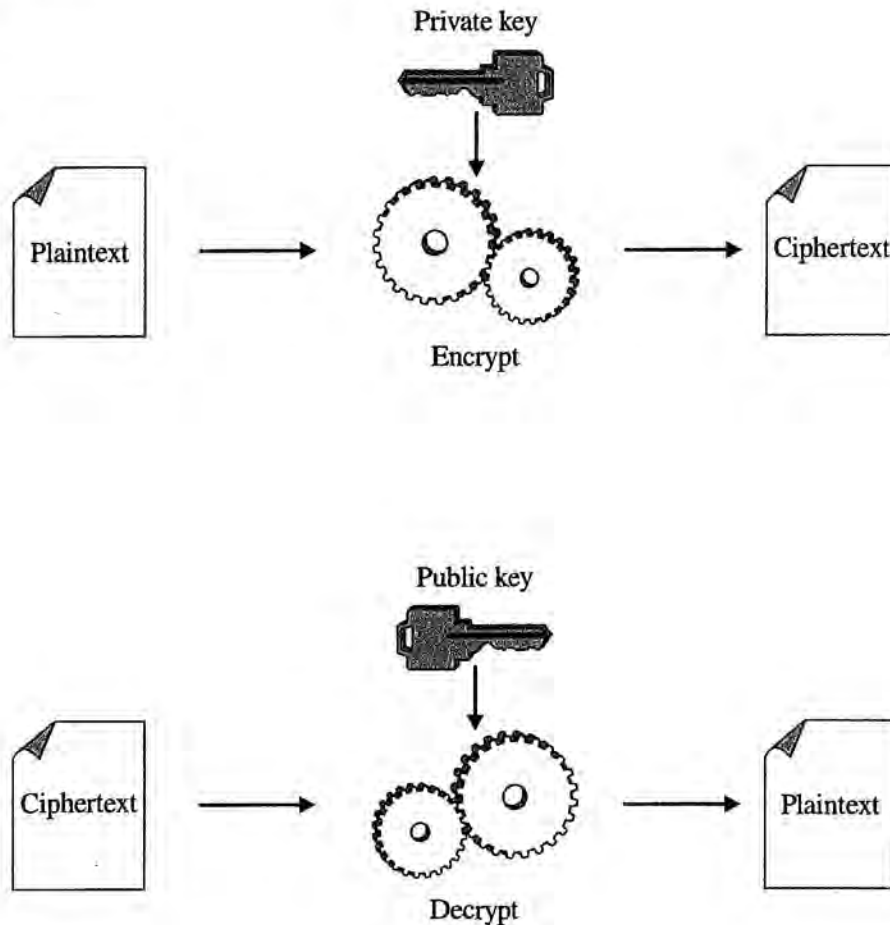 Private key
Plaintext
Ciphertext
Encrypt
Public key
Ciphertext
Plaintext
Decrypt